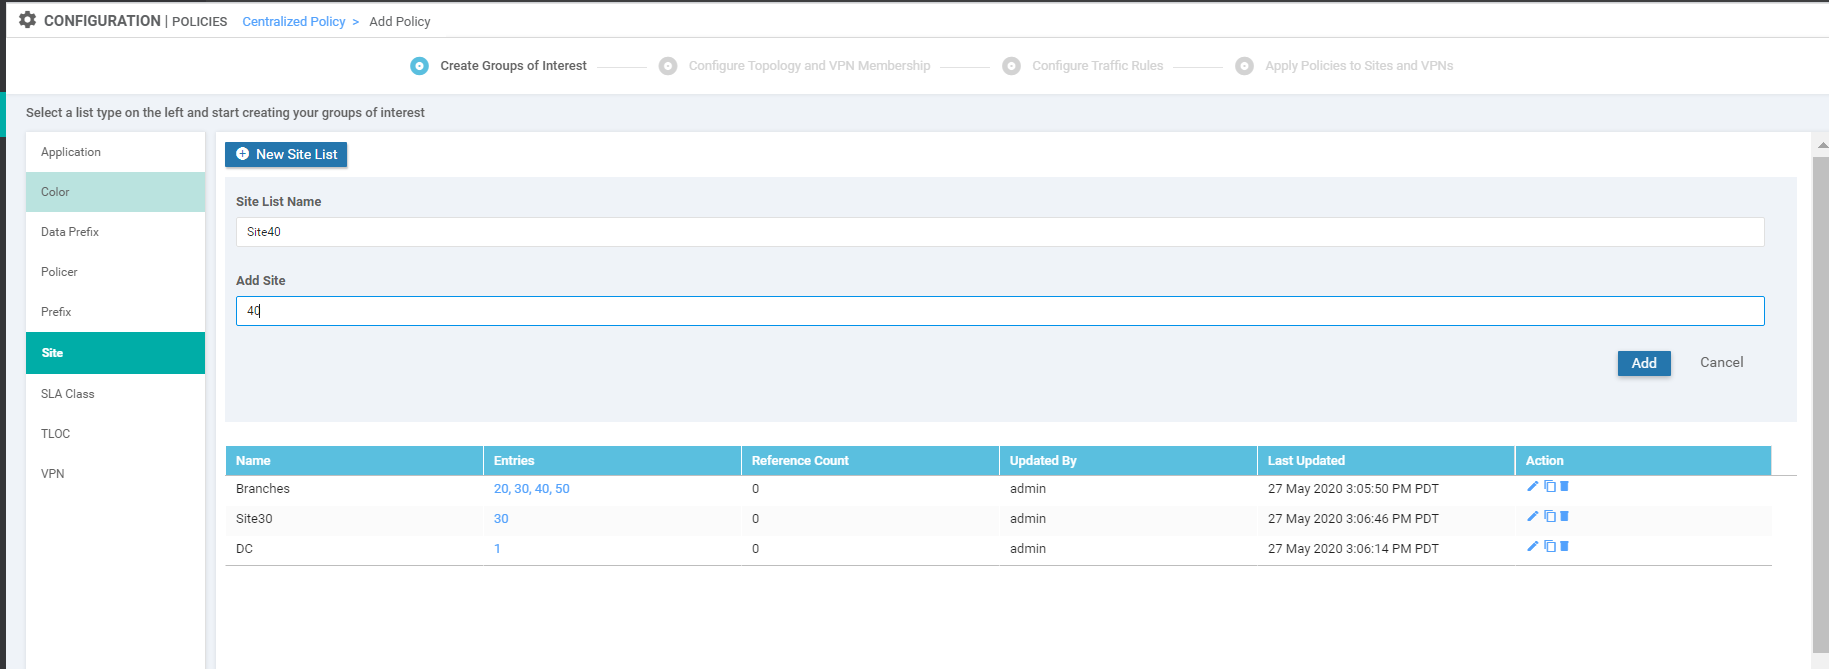 CONFIGURATION | POLICIES Centralized Policy > Add Policy
Create Groups of Interest Configure Topology and VPN Membership Configure Traffic Rules Apply Policies to Sites and VPNs
Select a list type on the left and start creating your groups of interest
Application
Color
Data Prefix
Policer
Prefix
Site
SLA Class
TLOC
VPN
New Site List
Site List Name
Site40
Add Site
40
Add Cancel
Name Entries Reference Count Updated By Last Updated Action
Branches 20, 30, 40, 50 0 admin 27 May 2020 3:05:50 PM PDT
Site30 30 0 admin 27 May 2020 3:06:46 PM PDT
DC 1 0 admin 27 May 2020 3:06:14 PM PDT